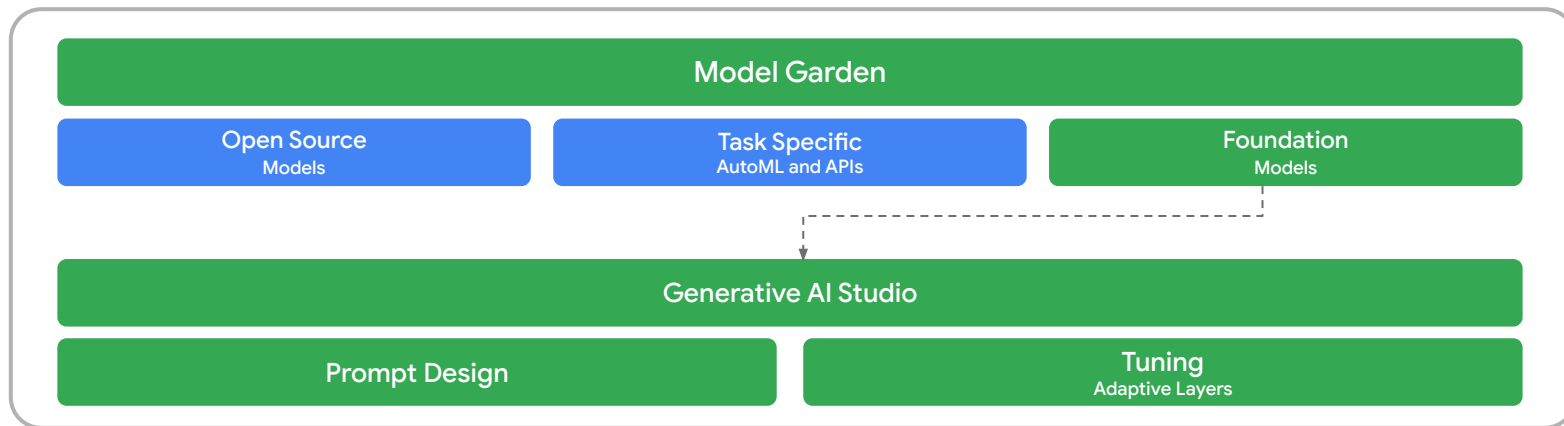 Model Garden
Open Source
Models
Task Specific
AutoML and APIs
Foundation
Models
Generative AI Studio
Prompt Design
Tuning
Adaptive Layers